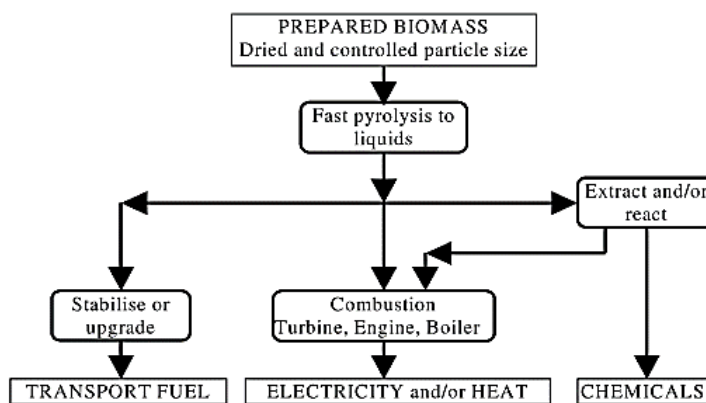 PREPARED BIOMASS
Dried and controlled particle size
Fast pyrolysis to
liquids
Extract and/or
react
Stabilise or
upgrade
Combustion
Turbine, Engine, Boiler
TRANSPORT FUEL
ELECTRICITY and/or HEAT
CHEMICALS